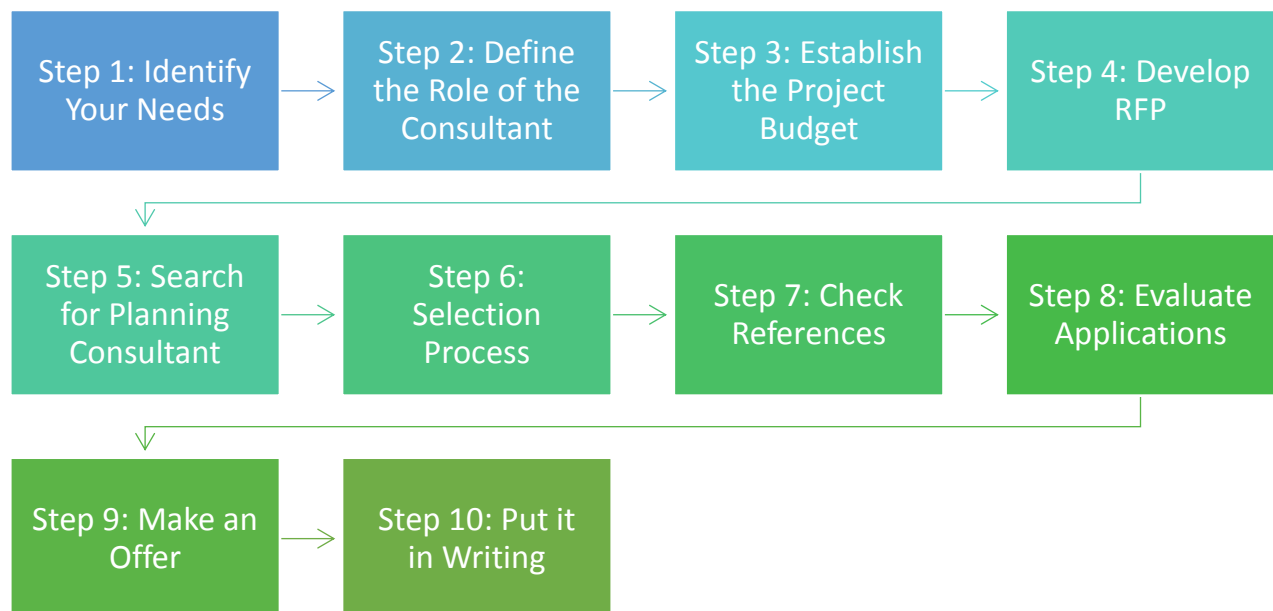 Step 1: Identify
Your Needs
Step 2: Define
the Role of the
Consultant
Step 3: Establish
the Project
Budget
Step 4: Develop
RFP
Step 5: Search
for Planning
Consultant
Step 6:
Selection
Process
Step 7: Check
References
Step 8: Evaluate
Applications
Step 9: Make an
Offer
Step 10: Put it
in Writing